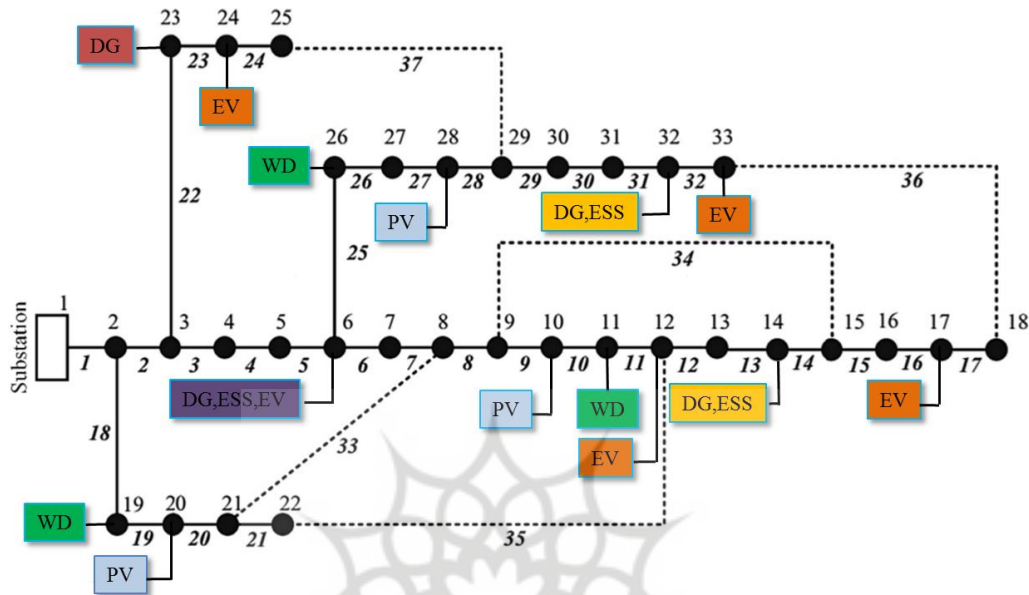 23 24 25
DG
23 24
37
EV
26 27 28 29 30 31 32 33
WD
26 27 28 29 30 31 32
36
22
PV
DG,ESS
EV
25
34
Substation
1
2 3 4 5 6 7 8 9 10 11 12 13 14 15 16 17 18
1 2 3 4 5 6 7 8 9 10 11 12 13 14 15 16 17
DG,ESS,EV
PV
WD
DG,ESS
EV
EV
18
33
19 20 21 22
WD
19 20 21
35
PV